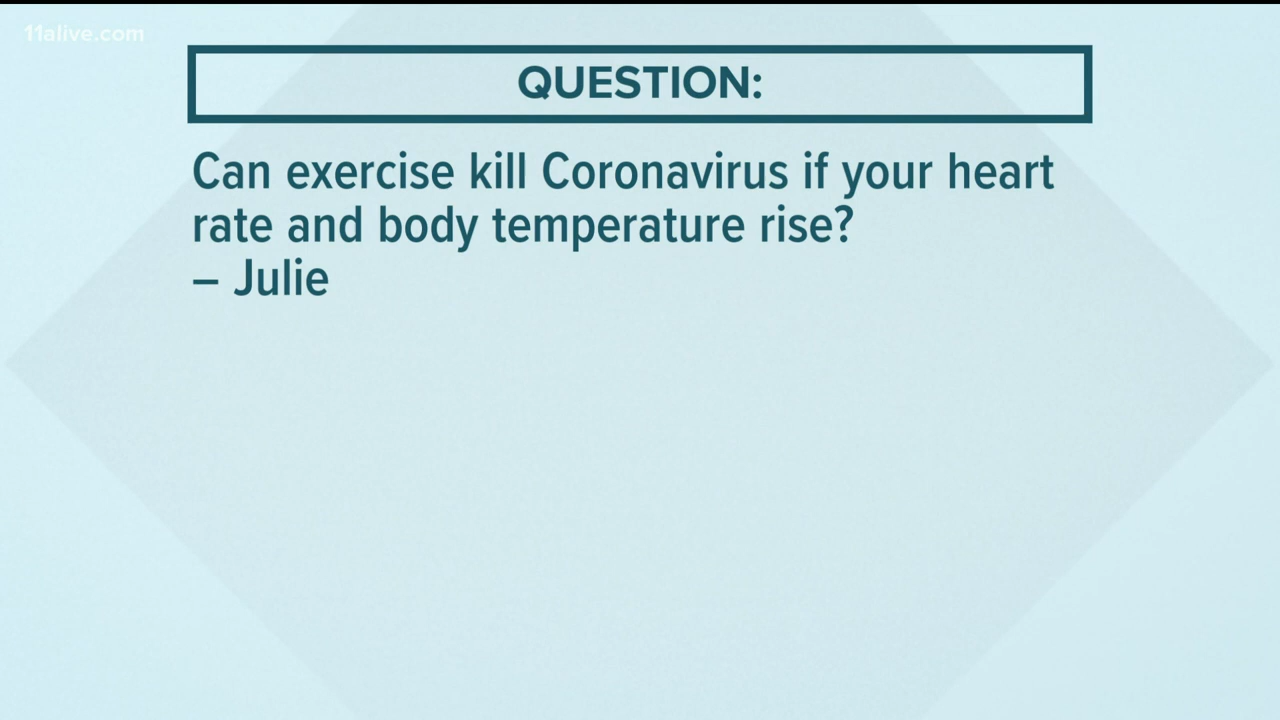 11alive.com
QUESTION:
Can exercise kill Coronavirus if your heart
rate and body temperature rise?
– Julie